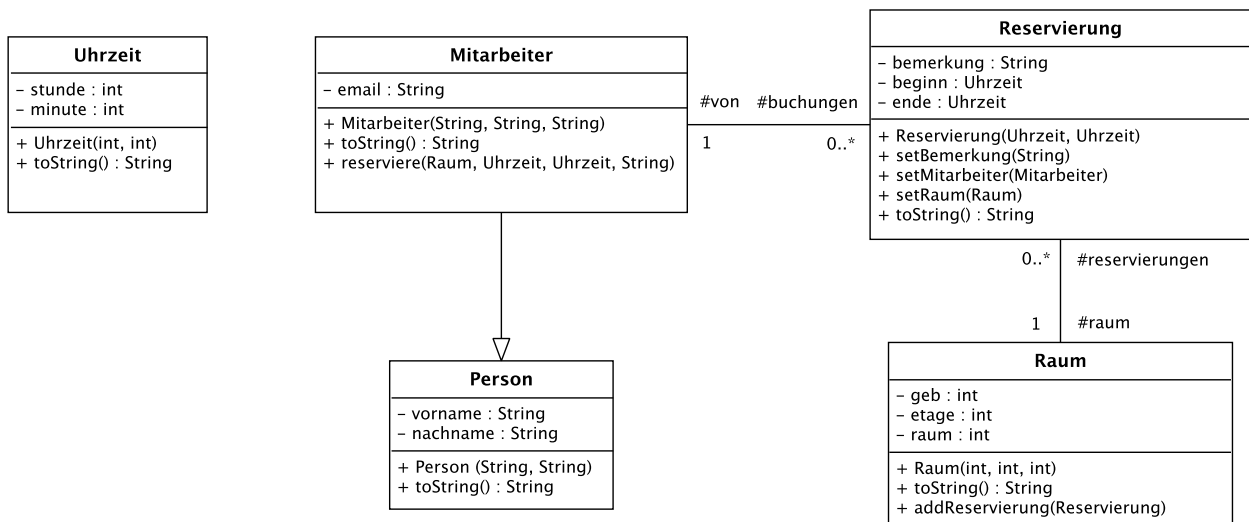 Uhrzeit
– stunde : int
– minute : int
+ Uhrzeit(int, int)
+ toString() : String
Mitarbeiter
– email : String
+ Mitarbeiter(String, String, String)
+ toString() : String
+ reserviere(Raum, Uhrzeit, Uhrzeit, String)
#von #buchungen
1 0..*
Reservierung
– bemerkung : String
– beginn : Uhrzeit
– ende : Uhrzeit
+ Reservierung(Uhrzeit, Uhrzeit)
+ setBemerkung(String)
+ setMitarbeiter(Mitarbeiter)
+ setRaum(Raum)
+ toString() : String
0..* #reservierungen
1 #raum
Person
– vorname : String
– nachname : String
+ Person (String, String)
+ toString() : String
Raum
– geb : int
– etage : int
– raum : int
+ Raum(int, int, int)
+ toString() : String
+ addReservierung(Reservierung)